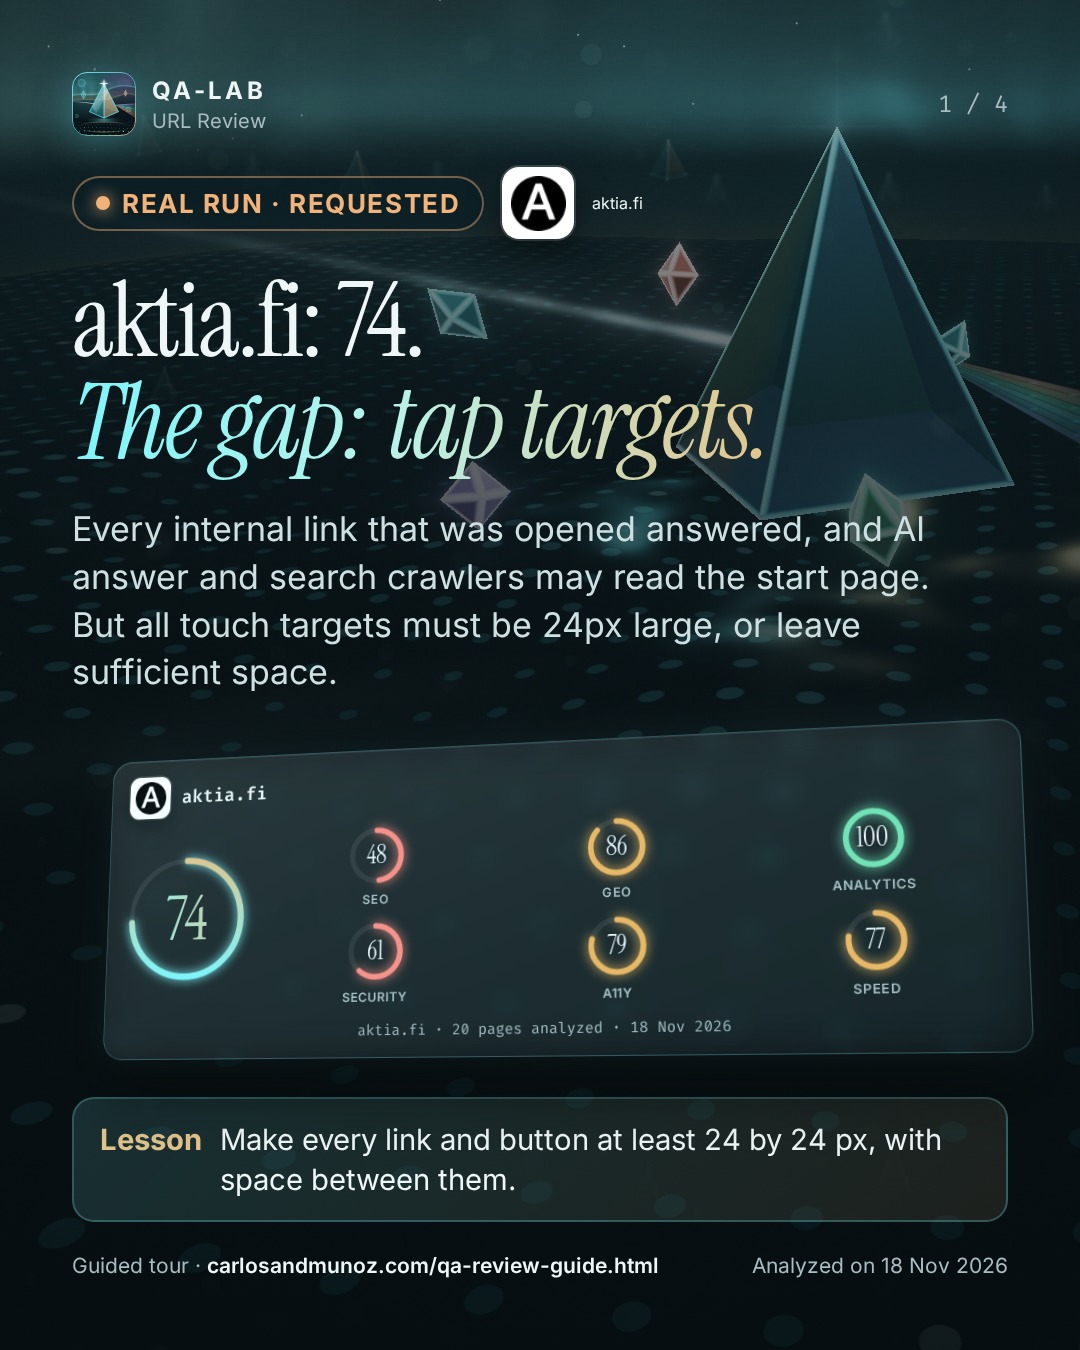 QA-LAB
URL Review
1 / 4
REAL RUN · REQUESTED
A
aktia.fi
aktia.fi: 74.
The gap: tap targets.
Every internal link that was opened answered, and AI
answer and search crawlers may read the start page.
But all touch targets must be 24px large, or leave
sufficient space.
A
aktia.fi
74
48
SEO
86
GEO
100
ANALYTICS
61
SECURITY
79
A11Y
77
SPEED
aktia.fi · 20 pages analyzed · 18 Nov 2026
Lesson
Make every link and button at least 24 by 24 px, with
space between them.
Guided tour · carlosandmunoz.com/qa-review-guide.html
Analyzed on 18 Nov 2026